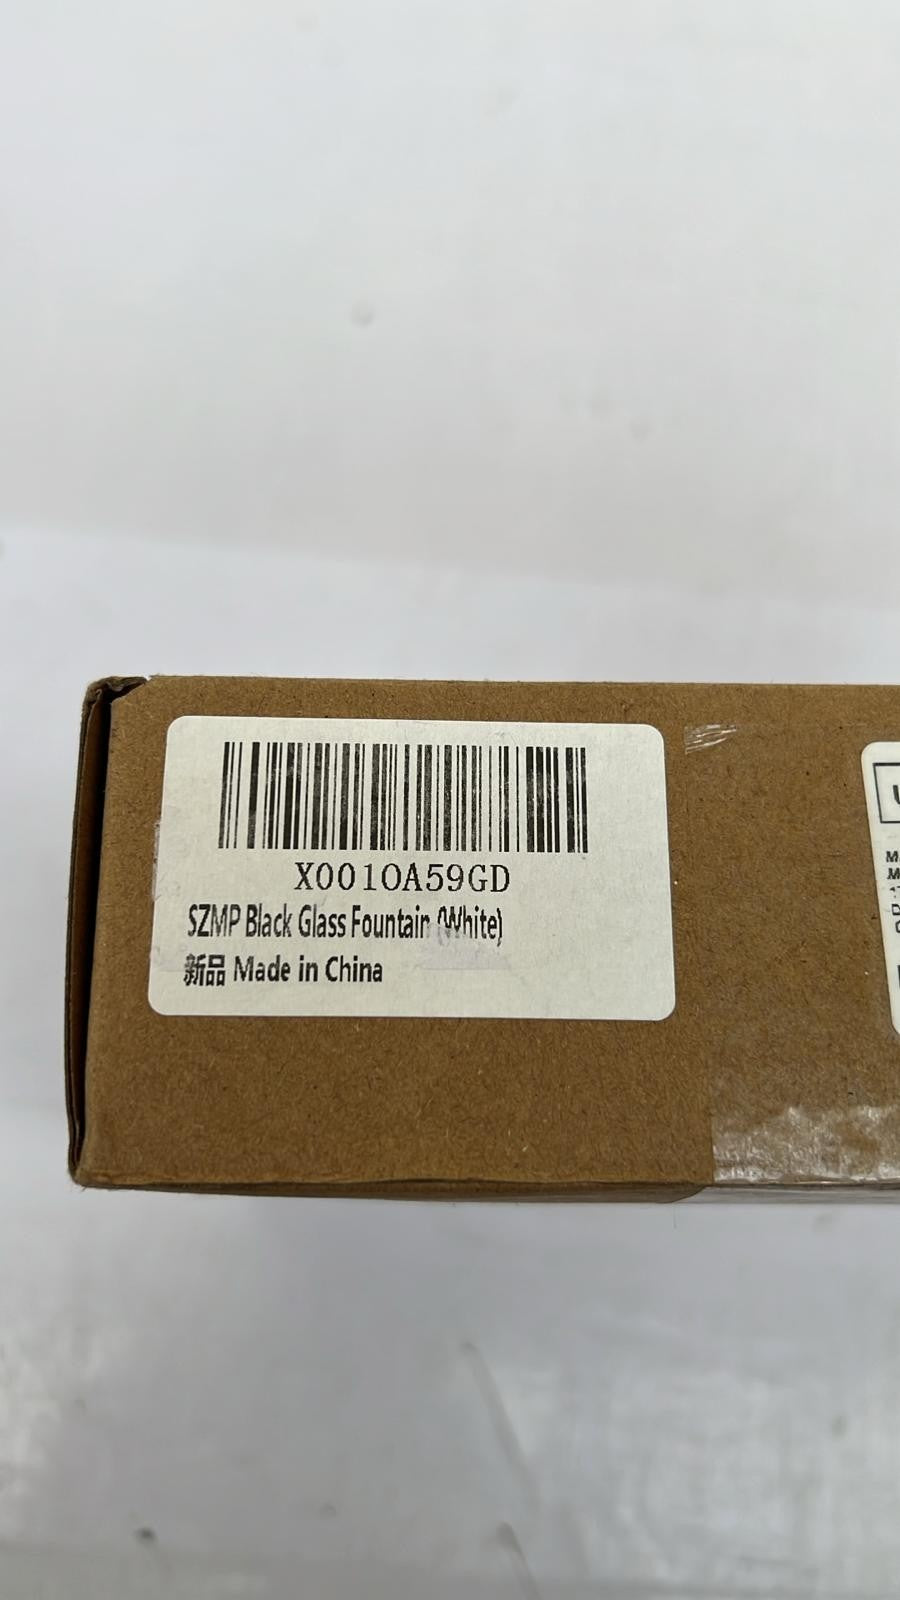 X0010A59GD
SZMP Black Glass Fountain (White)
新品 Made in China